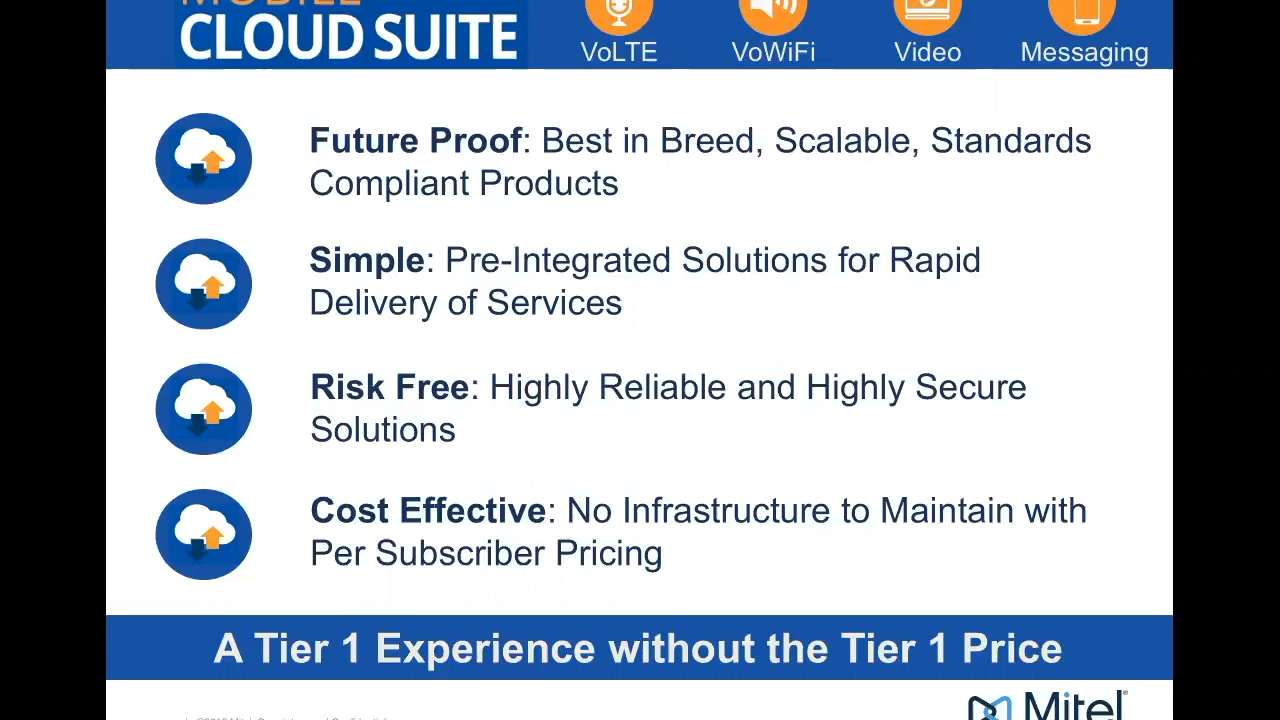 MOBILE
CLOUD SUITE
VoLTE
VoWiFi
Video
Messaging
Future Proof: Best in Breed, Scalable, Standards
Compliant Products
Simple: Pre-Integrated Solutions for Rapid
Delivery of Services
Risk Free: Highly Reliable and Highly Secure
Solutions
Cost Effective: No Infrastructure to Maintain with
Per Subscriber Pricing
A Tier 1 Experience without the Tier 1 Price
Mitel®